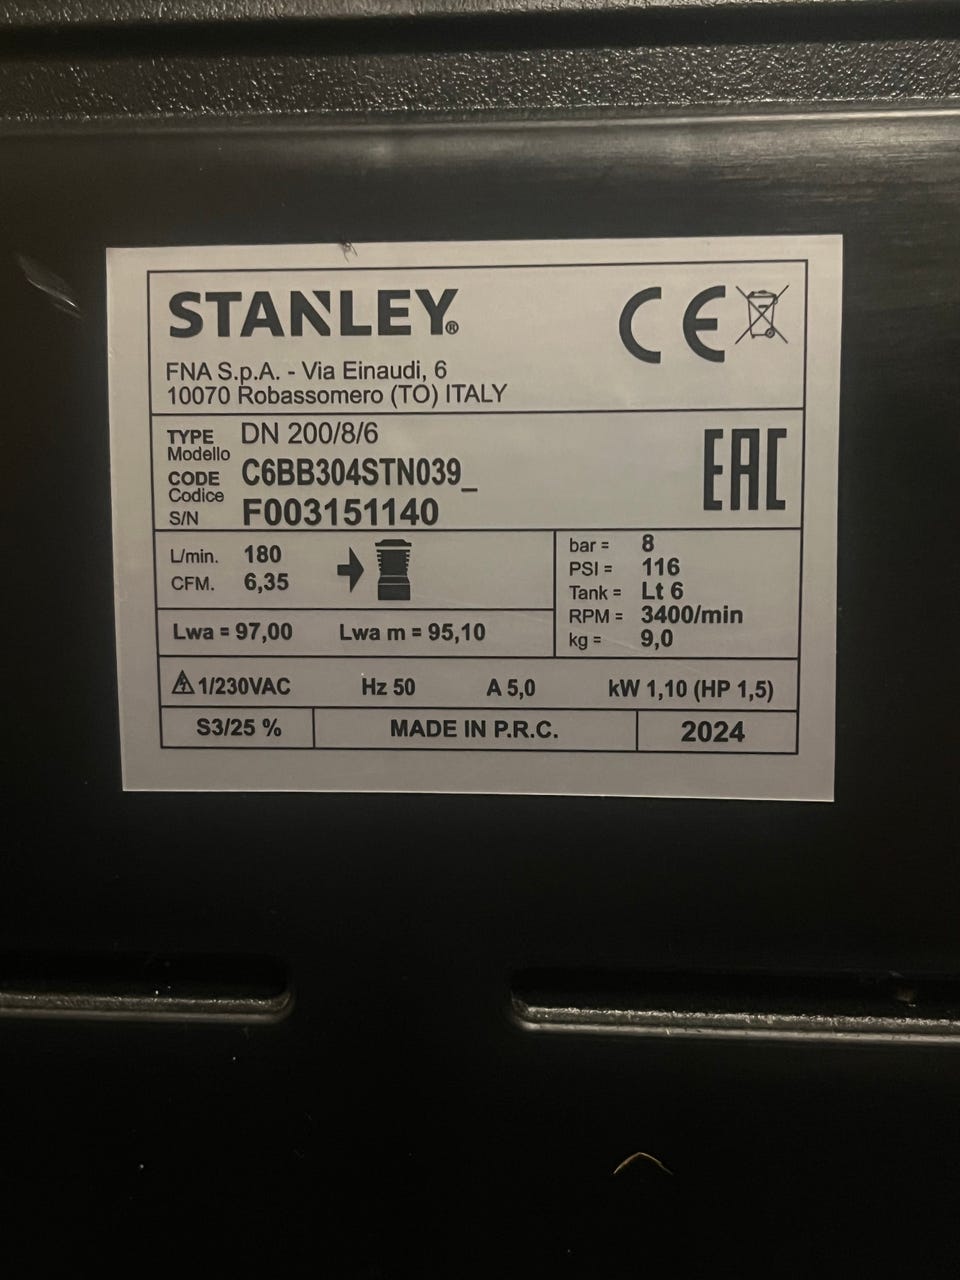 STANLEY®
CE
FNA S.p.A. - Via Einaudi, 6
10070 Robassomero (TO) ITALY
TYPE DN 200/8/6
Modello
CODE C6BB304STN039_
Codice
S/N F003151140
EAC
L/min. 180
CFM. 6,35
bar = 8
PSI = 116
Tank = Lt 6
RPM = 3400/min
kg = 9,0
Lwa = 97,00 Lwa m = 95,10
1/230VAC Hz 50 A 5,0 kW 1,10 (HP 1,5)
S3/25 % MADE IN P.R.C. 2024